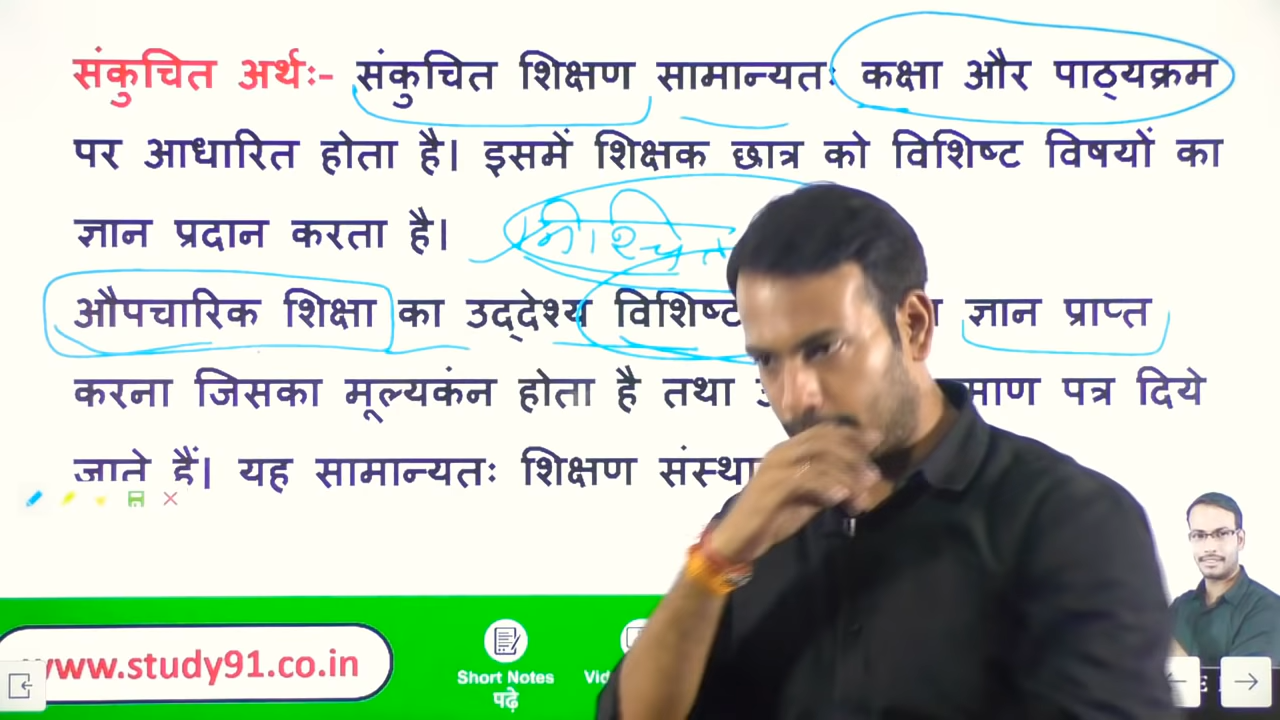 संकुचित अर्थः- संकुचित शिक्षण सामान्यतः कक्षा और पाठ्यक्रम
पर आधारित होता है। इसमें शिक्षक छात्र को विशिष्ट विषयों का
ज्ञान प्रदान करता है।
निश्चित
औपचारिक शिक्षा का उद्देश्य विशिष्ट ज्ञान प्राप्त
करना जिसका मूल्यकंन होता है तथा पत्र दिये
जाते हैं। यह सामान्यतः शिक्षण
www.study91.co.in
Short Notes
पढ़े